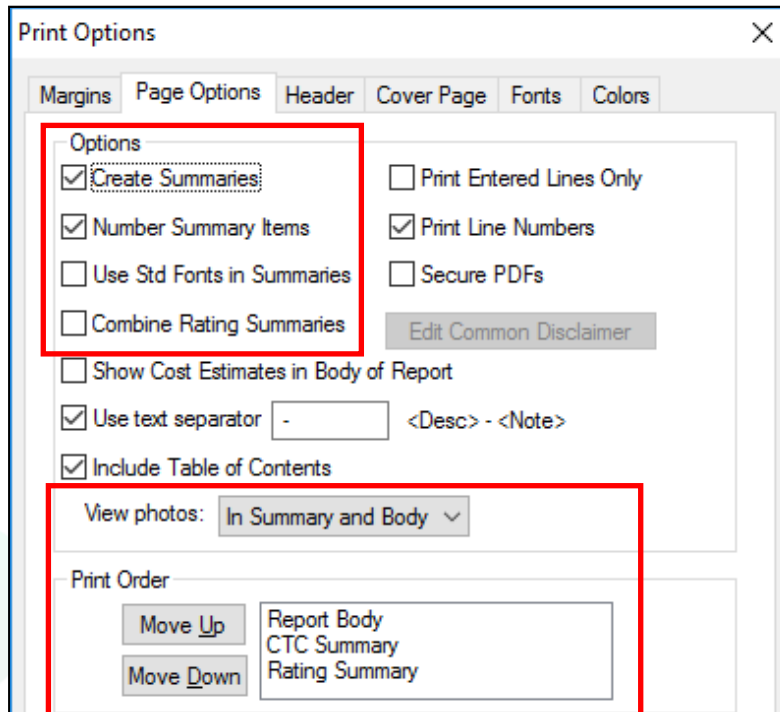 Print Options
Margins Page Options Header Cover Page Fonts Colors
Options
Create Summaries Print Entered Lines Only
Number Summary Items Print Line Numbers
Use Std Fonts in Summaries Secure PDFs
Combine Rating Summaries Edit Common Disclaimer
Show Cost Estimates in Body of Report
Use text separator - <Desc> - <Note>
Include Table of Contents
View photos: In Summary and Body
Print Order
Move Up Report Body
CTC Summary
Move Down Rating Summary